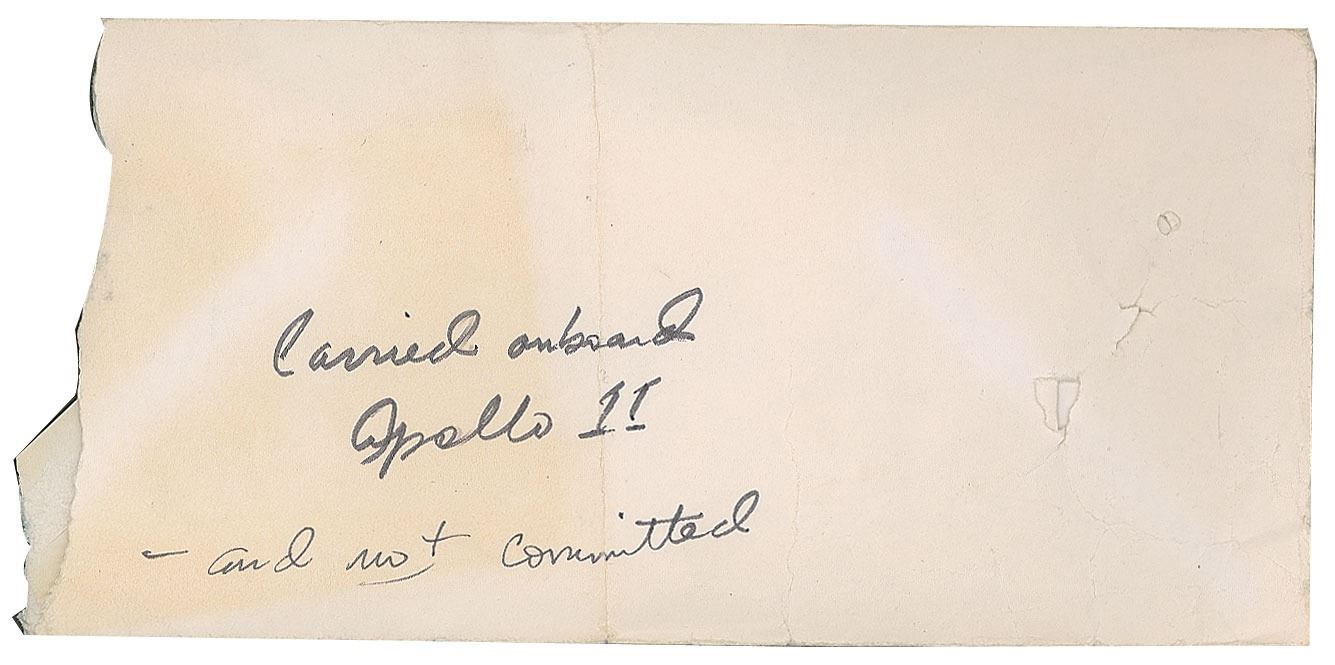 Carried onboard
Apollo 11
- and not committed